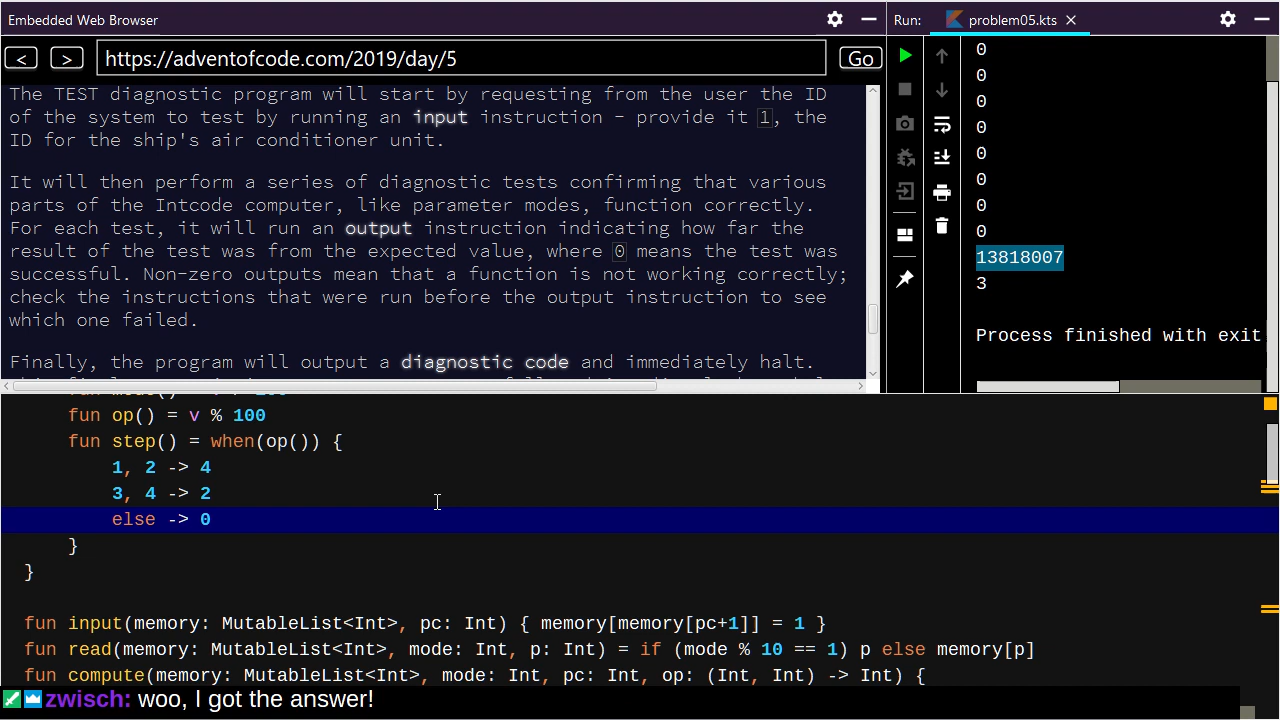 Embedded Web Browser
Run: problem05.kts
< > https://adventofcode.com/2019/day/5 Go
The TEST diagnostic program will start by requesting from the user the ID
of the system to test by running an input instruction - provide it 1, the
ID for the ship's air conditioner unit.
It will then perform a series of diagnostic tests confirming that various
parts of the Intcode computer, like parameter modes, function correctly.
For each test, it will run an output instruction indicating how far the
result of the test was from the expected value, where 0 means the test was
successful. Non-zero outputs mean that a function is not working correctly;
check the instructions that were run before the output instruction to see
which one failed.
Finally, the program will output a diagnostic code and immediately halt.
0
0
0
0
0
0
0
0
13818007
3
Process finished with exit
fun op() = v % 100
fun step() = when(op()) {
1, 2 -> 4
3, 4 -> 2
else -> 0
}
}
fun input(memory: MutableList<Int>, pc: Int) { memory[memory[pc+1]] = 1 }
fun read(memory: MutableList<Int>, mode: Int, p: Int) = if (mode % 10 == 1) p else memory[p]
fun compute(memory: MutableList<Int>, mode: Int, pc: Int, op: (Int, Int) -> Int) {
zwisch: woo, I got the answer!